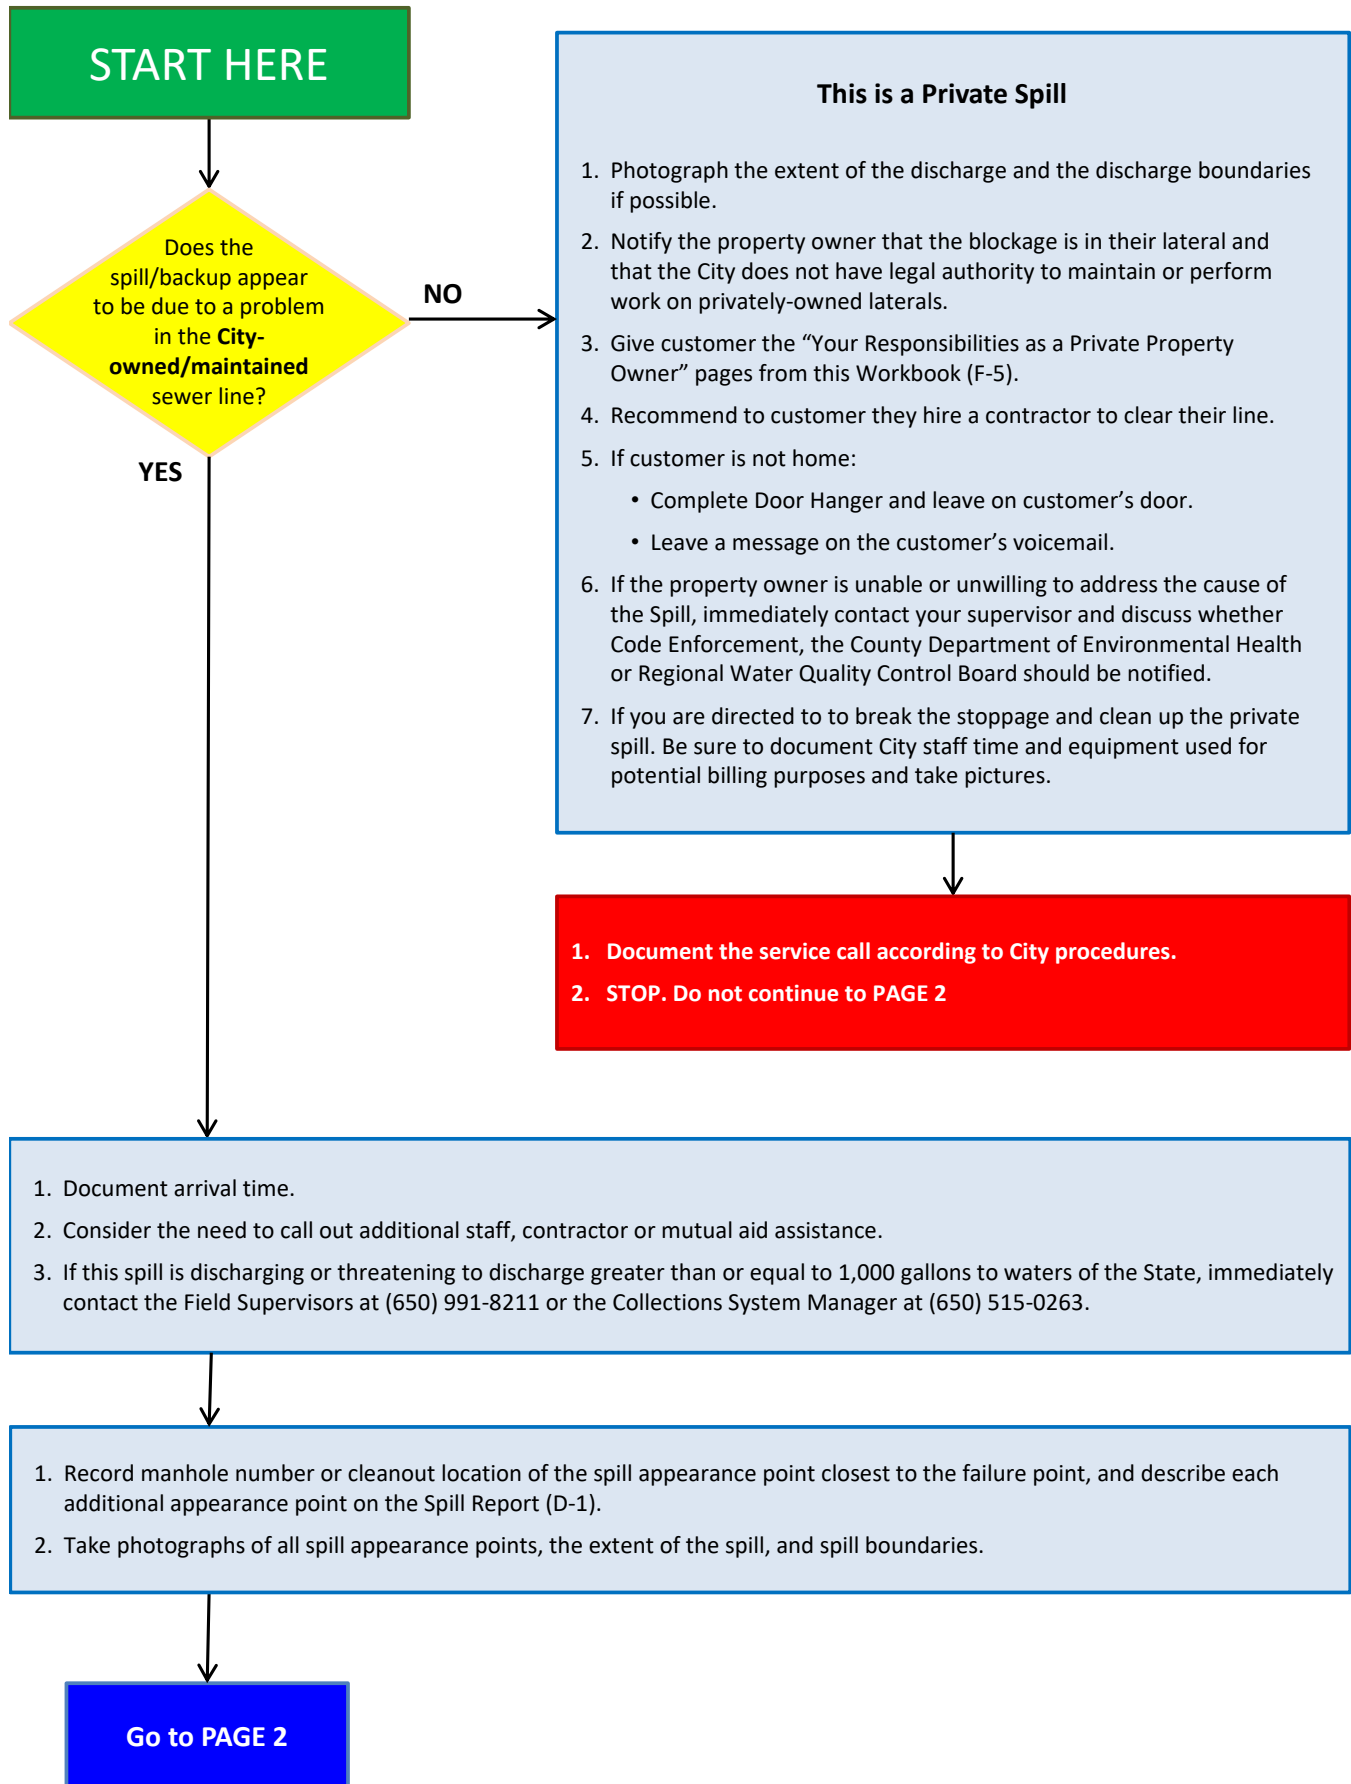 START HERE
Does the
spill/backup appear
to be due to a problem
in the City-
owned/maintained
sewer line?
NO
YES
This is a Private Spill
1. Photograph the extent of the discharge and the discharge boundaries
if possible.
2. Notify the property owner that the blockage is in their lateral and
that the City does not have legal authority to maintain or perform
work on privately-owned laterals.
3. Give customer the “Your Responsibilities as a Private Property
Owner” pages from this Workbook (F-5).
4. Recommend to customer they hire a contractor to clear their line.
5. If customer is not home:
• Complete Door Hanger and leave on customer’s door.
• Leave a message on the customer’s voicemail.
6. If the property owner is unable or unwilling to address the cause of
the Spill, immediately contact your supervisor and discuss whether
Code Enforcement, the County Department of Environmental Health
or Regional Water Quality Control Board should be notified.
7. If you are directed to to break the stoppage and clean up the private
spill. Be sure to document City staff time and equipment used for
potential billing purposes and take pictures.
1. Document the service call according to City procedures.
2. STOP. Do not continue to PAGE 2
1. Document arrival time.
2. Consider the need to call out additional staff, contractor or mutual aid assistance.
3. If this spill is discharging or threatening to discharge greater than or equal to 1,000 gallons to waters of the State, immediately
contact the Field Supervisors at (650) 991-8211 or the Collections System Manager at (650) 515-0263.
1. Record manhole number or cleanout location of the spill appearance point closest to the failure point, and describe each
additional appearance point on the Spill Report (D-1).
2. Take photographs of all spill appearance points, the extent of the spill, and spill boundaries.
Go to PAGE 2